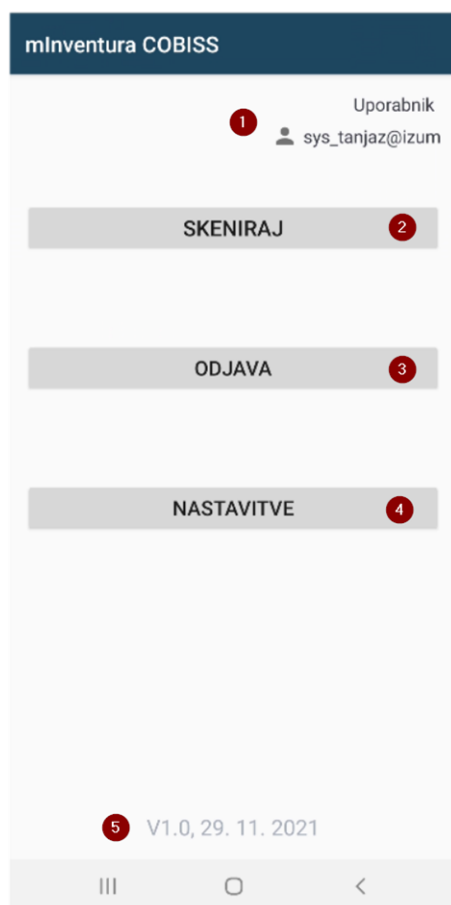 mInventura COBISS
Uporabnik
1
sys_tanjaz@izum
SKENIRAJ 2
ODJAVA 3
NASTAVITVE 4
5 V1.0, 29. 11. 2021